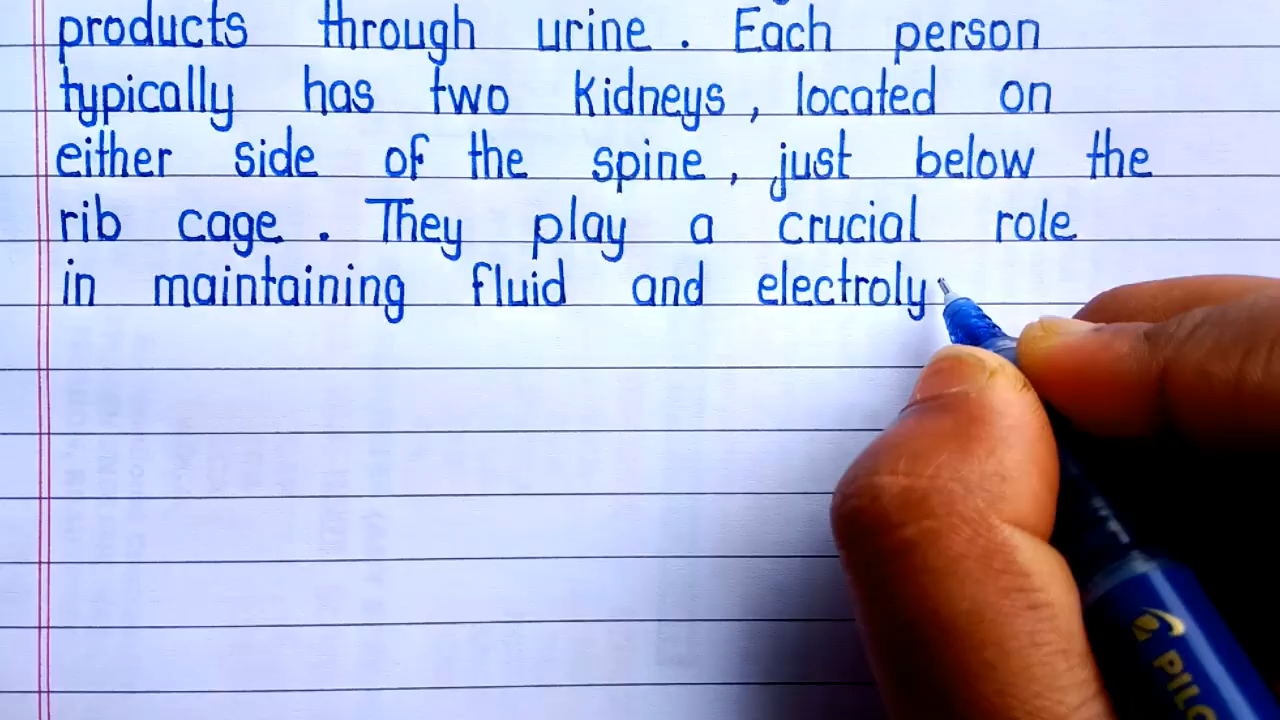 products through urine. Each person
typically has two kidneys, located on
either side of the spine, just below the
rib cage. They play a crucial role
in maintaining fluid and electroly
PILO